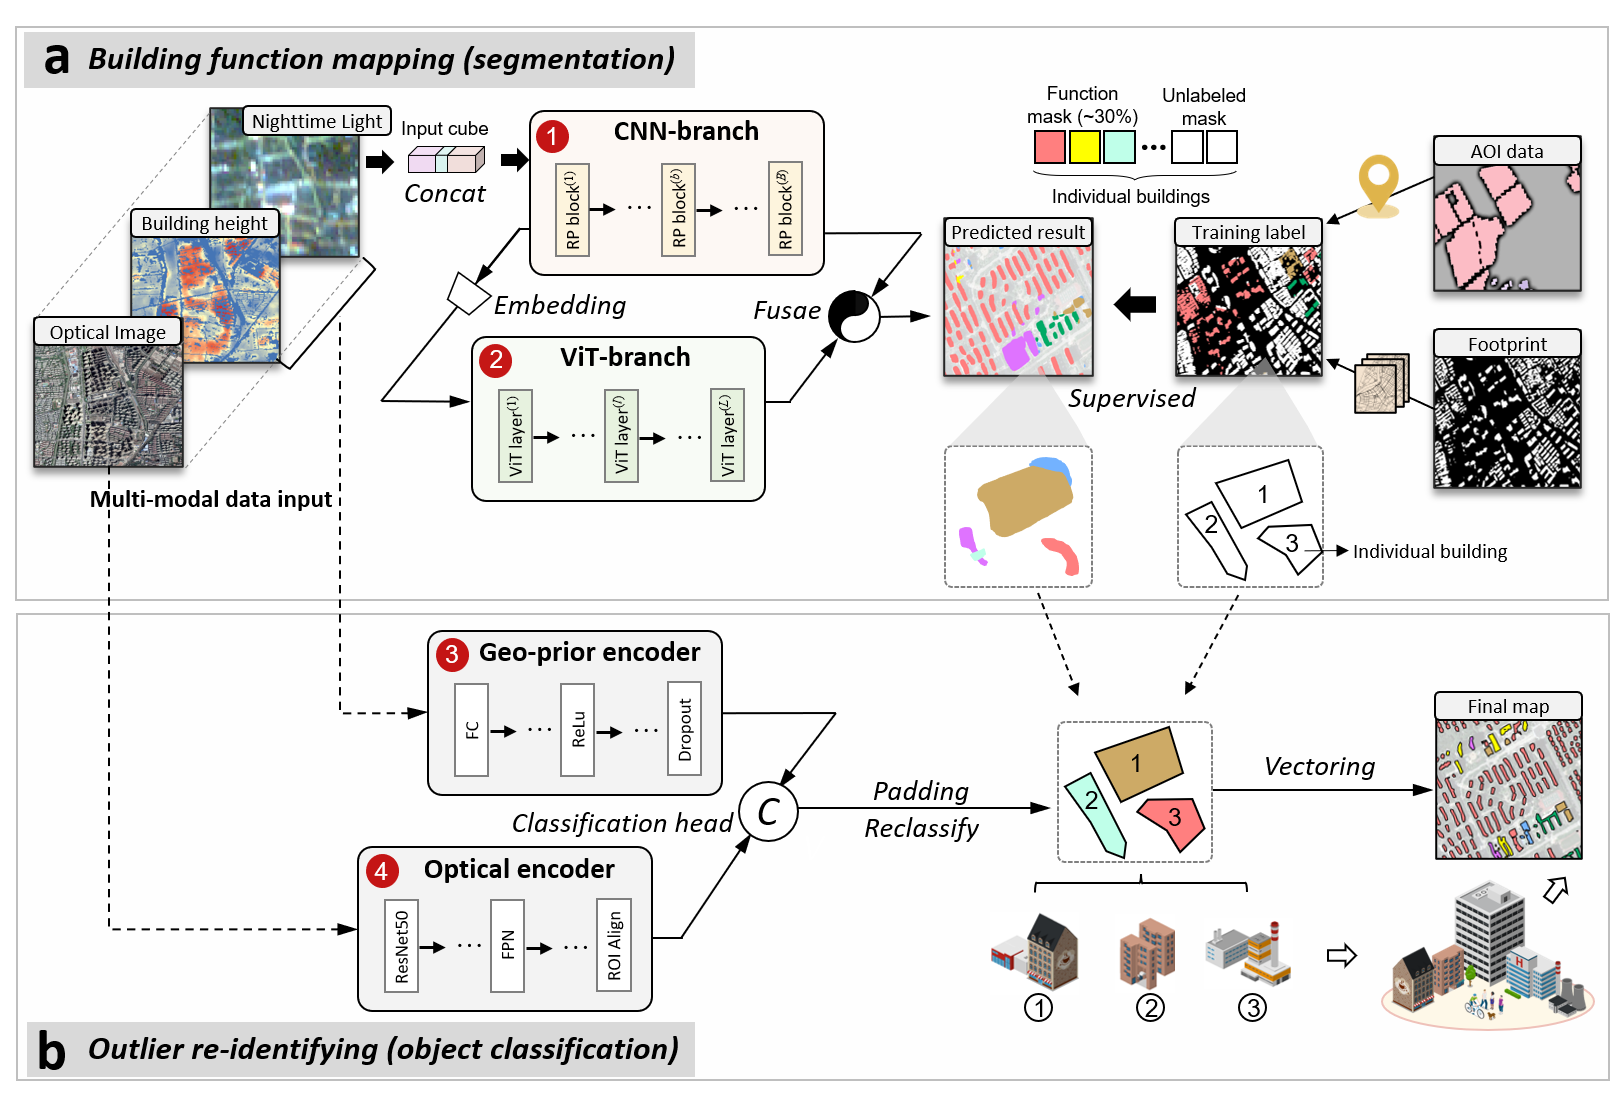 a Building function mapping (segmentation)
Nighttime Light
Building height
Optical Image
Multi-modal data input
Input cube
Concat
1 CNN-branch
RP block(1)
...
RP block(b)
...
RP block(B)
Embedding
2 ViT-branch
ViT layer(1)
...
ViT layer(l)
...
ViT layer(L)
Fusae
Function
mask (~30%)
Unlabeled
mask
Individual buildings
Predicted result
Training label
Supervised
AOI data
Footprint
1
2
3
Individual building
3 Geo-prior encoder
FC
...
ReLu
...
Dropout
Classification head
C
4 Optical encoder
ResNet50
...
FPN
...
ROI Align
Padding
Reclassify
1
2
3
Vectoring
Final map
1
2
3
H
b Outlier re-identifying (object classification)